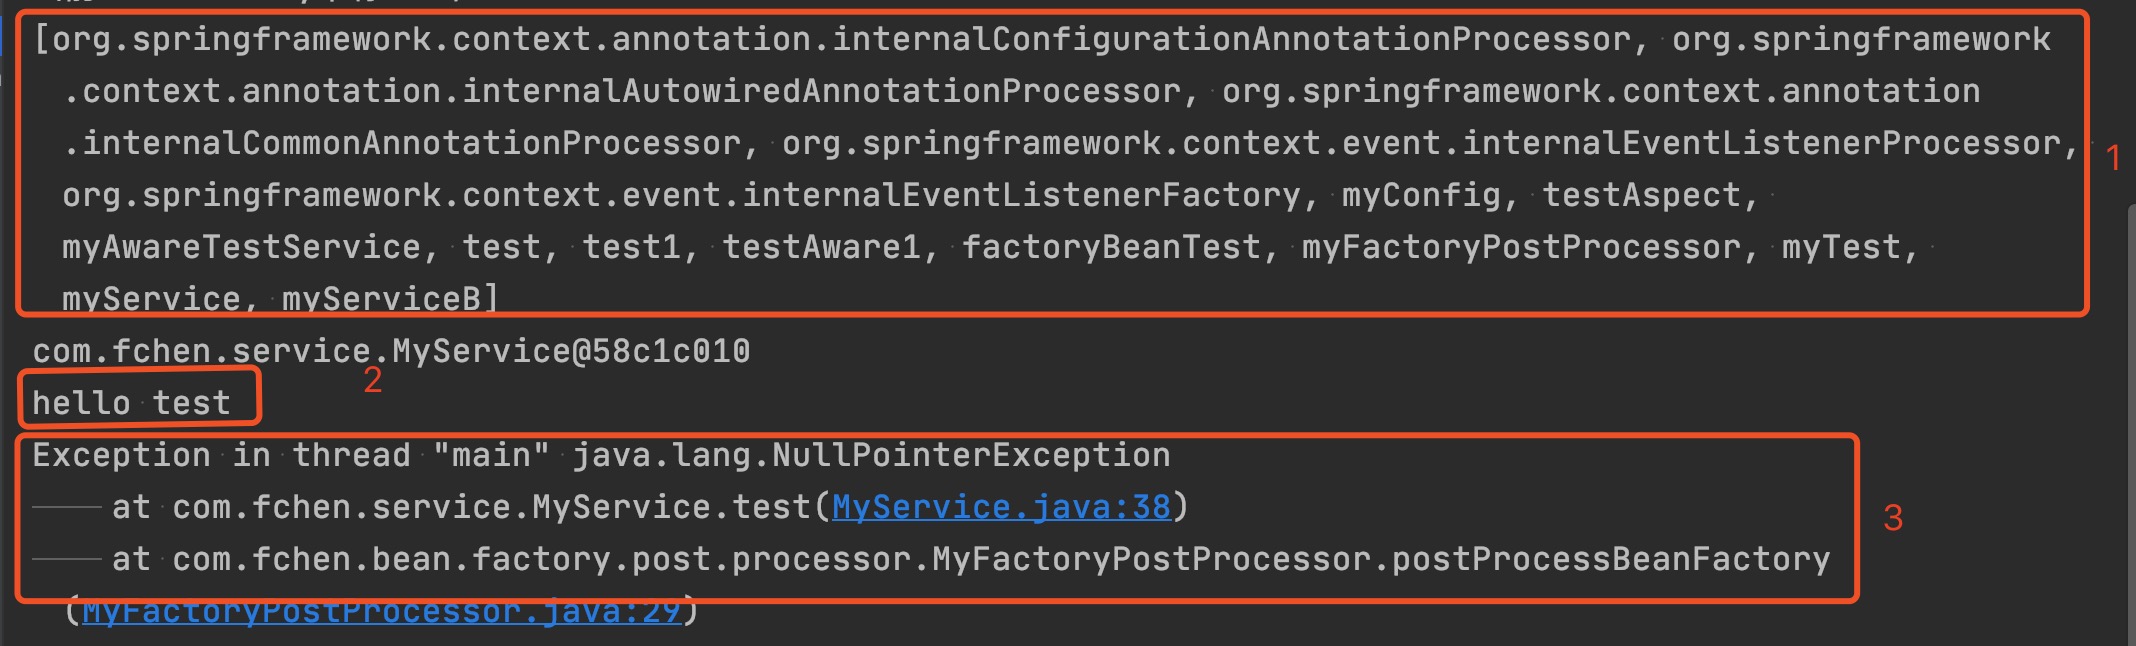 [org.springframework.context.annotation.internalConfigurationAnnotationProcessor, org.springframework
.context.annotation.internalAutowiredAnnotationProcessor, org.springframework.context.annotation
.internalCommonAnnotationProcessor, org.springframework.context.event.internalEventListenerProcessor,
1
org.springframework.context.event.internalEventListenerFactory, myConfig, testAspect,
myAwareTestService, test, test1, testAware1, factoryBeanTest, myFactoryPostProcessor, myTest,
myService, myServiceB]
com.fchen.service.MyService@58c1c010
2
hello test
Exception in thread "main" java.lang.NullPointerException
at com.fchen.service.MyService.test(MyService.java:38)
3
at com.fchen.bean.factory.post.processor.MyFactoryPostProcessor.postProcessBeanFactory
(MyFactoryPostProcessor.java:29)